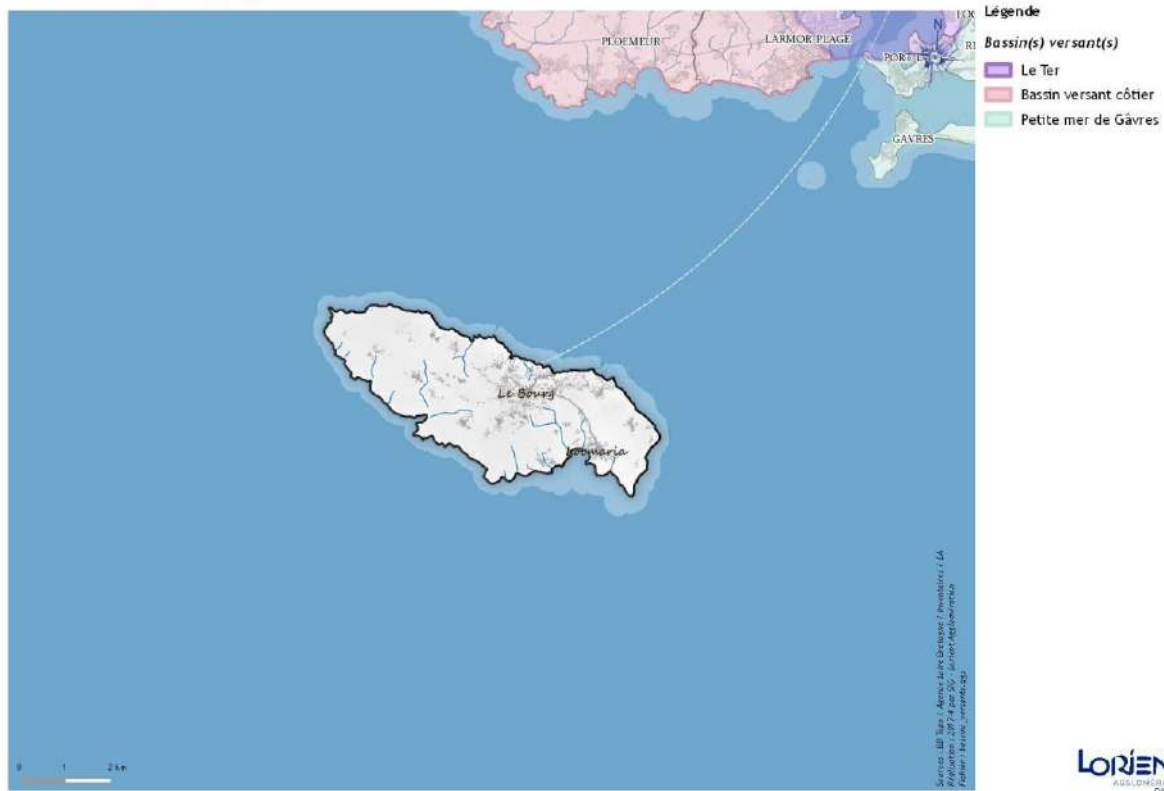 Légende
Bassin(s) versant(s)
Le Ter
Bassin versant côtier
Petite mer de Gâvres
PLOEMEUR
LARMOR-PLAGE
N
GAVRES
Le Bourg
Locmaria
0 1 2 Km
LORIEN